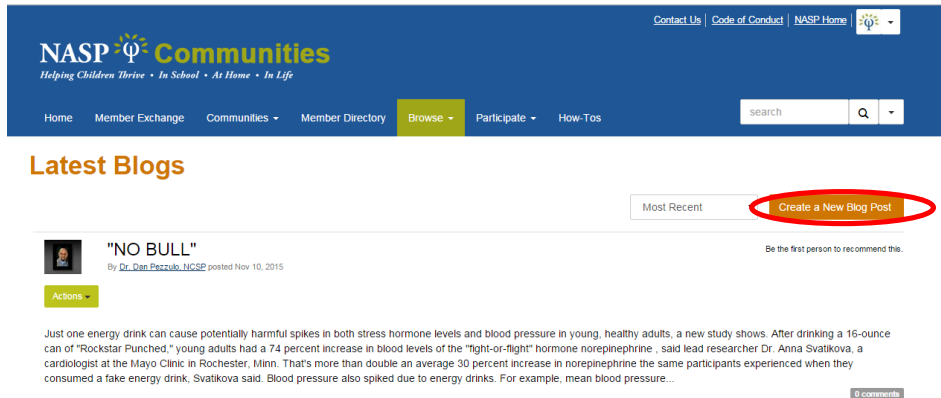 Contact Us | Code of Conduct | NASP Home
NASP Communities
Helping Children Thrive • In School • At Home • In Life
Home Member Exchange Communities Member Directory Browse Participate How-Tos search
Latest Blogs
Most Recent Create a New Blog Post
"NO BULL" Be the first person to recommend this.
By Dr. Dan Pezzulo, NCSP posted Nov 10, 2015
Actions
Just one energy drink can cause potentially harmful spikes in both stress hormone levels and blood pressure in young, healthy adults, a new study shows. After drinking a 16-ounce
can of "Rockstar Punched," young adults had a 74 percent increase in blood levels of the "fight-or-flight" hormone norepinephrine , said lead researcher Dr. Anna Svatikova, a
cardiologist at the Mayo Clinic in Rochester, Minn. That's more than double an average 30 percent increase in norepinephrine the same participants experienced when they
consumed a fake energy drink, Svatikova said. Blood pressure also spiked due to energy drinks. For example, mean blood pressure...
0 comments